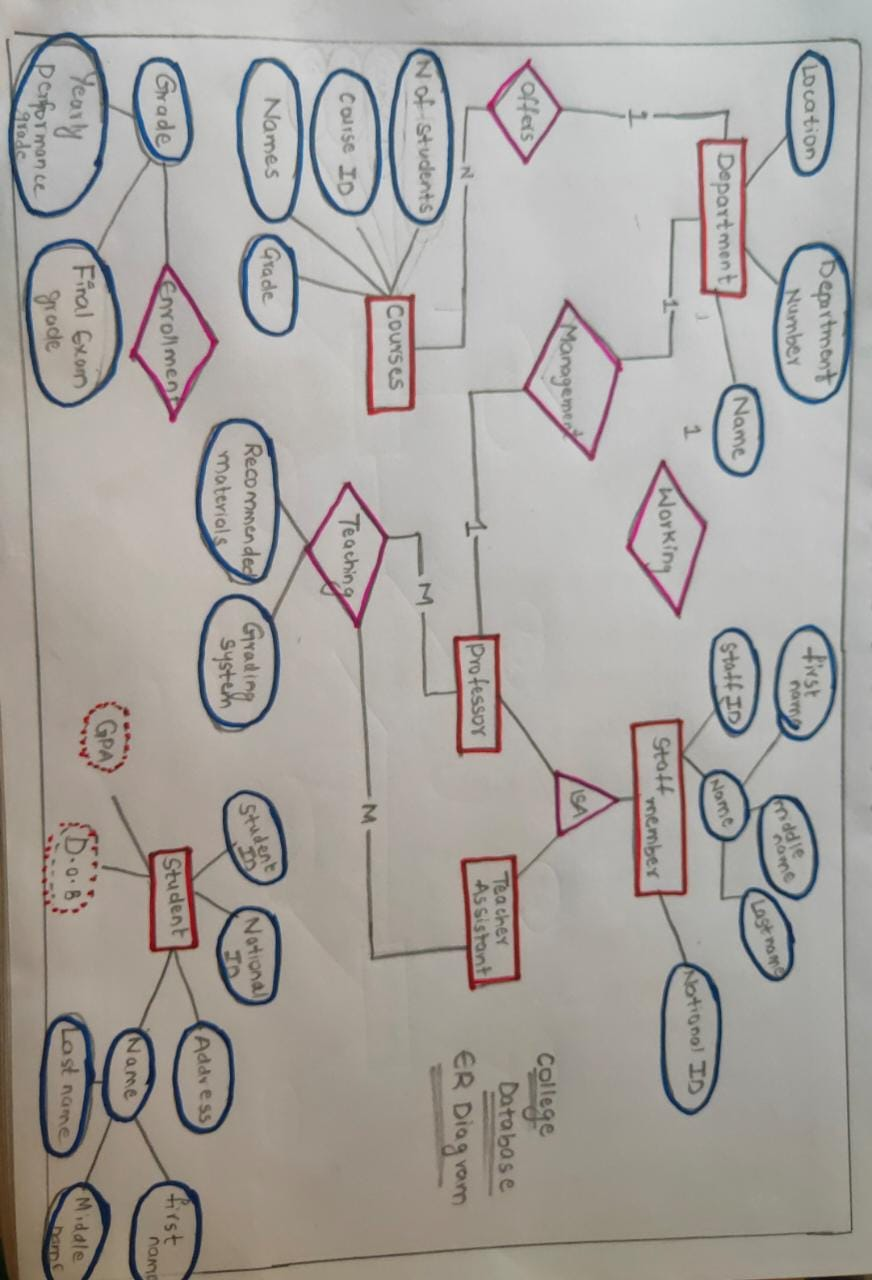 Location
Department
Number
Department
Name
1
1
1
Offers
N
Management
Working
1
N of students
Course ID
Names
Grade
Courses
Grade
Yearly
performance
grade
Final Exam
grade
Enrollment
Recommended
materials
Grading
system
Teaching
M
M
Professor
ISA
Staff
member
Staff ID
first
name
Name
middle
name
Last name
National ID
Teacher
Assistant
College
Database
ER Diagram
GPA
D.O.B
Student
Student
ID
National
ID
Address
Name
Last name
Middle
name
first
name